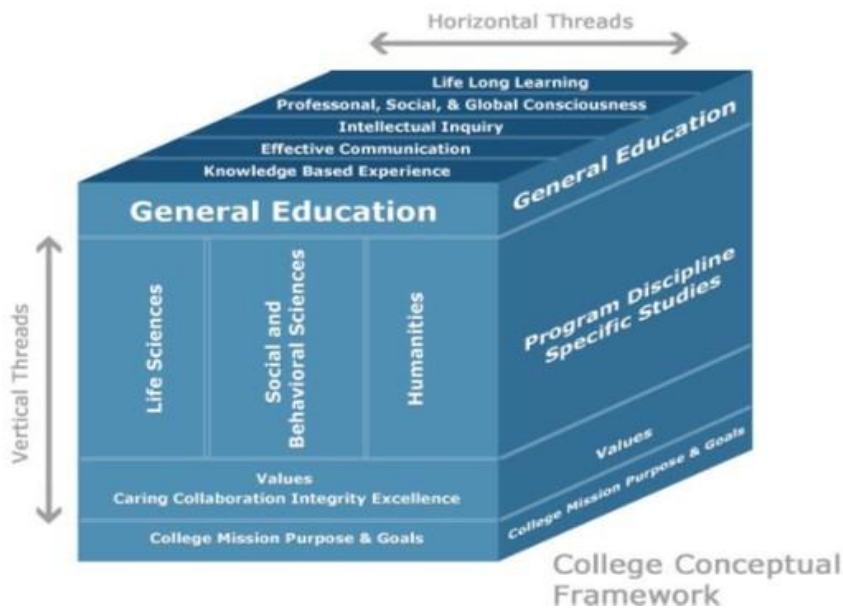 Horizontal Threads
Life Long Learning
Professonal, Social, & Global Consciousness
Intellectual Inquiry
Effective Communication
Knowledge Based Experience
General Education
General Education
Vertical Threads
Life Sciences
Social and
Behavioral Sciences
Humanities
Program Discipline
Specific Studies
Values
Caring Collaboration Integrity Excellence
Values
College Mission Purpose & Goals
College Mission Purpose & Goals
College Conceptual
Framework